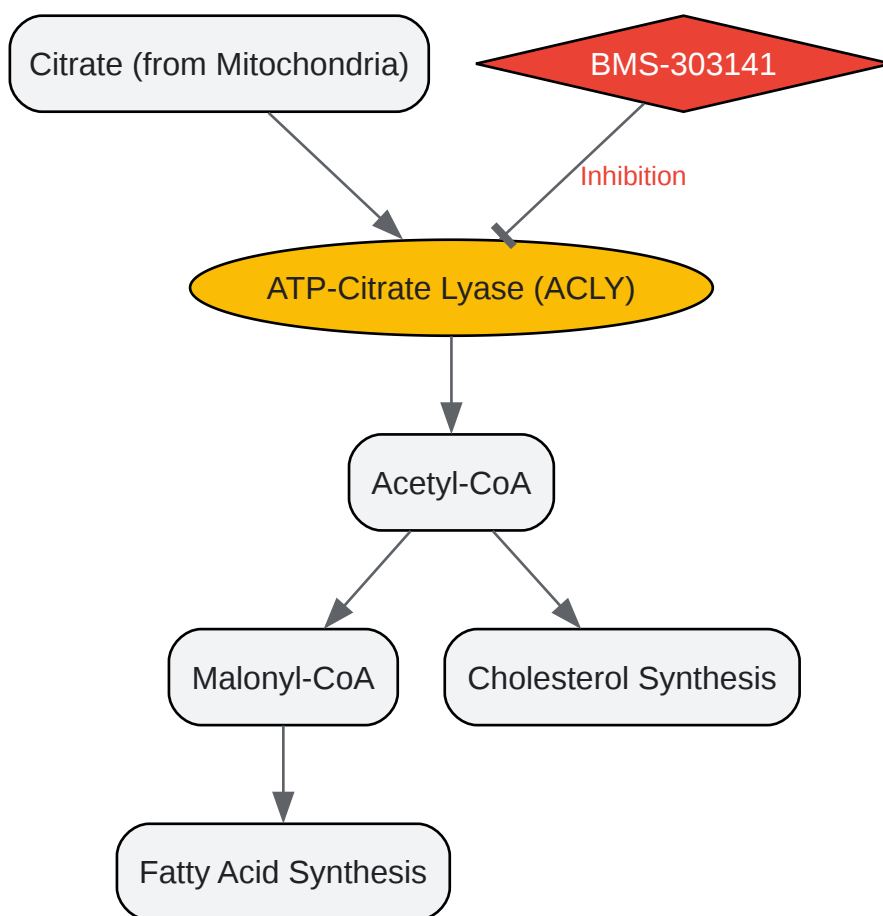 Citrate (from Mitochondria)
BMS-303141
Inhibition
ATP-Citrate Lyase (ACLY)
Acetyl-CoA
Malonyl-CoA
Cholesterol Synthesis
Fatty Acid Synthesis